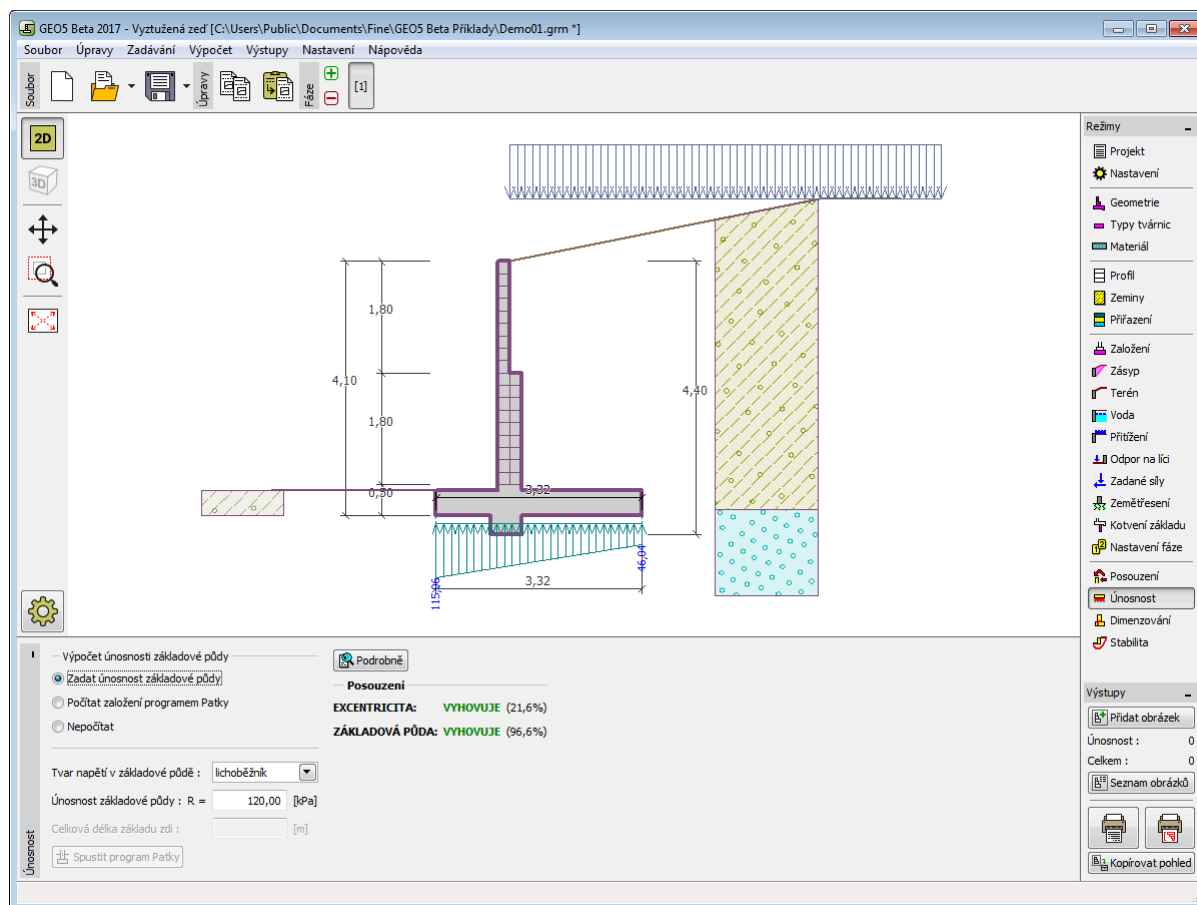 GEO5 Beta 2017 - Vyztužená zeď [C:\Users\Public\Documents\Fine\GEO5 Beta Příklady\Demo01.grm *]
Soubor Úpravy Zadávání Výpočet Výstupy Nastavení Nápověda
Soubor
Úpravy
Fáze
[1]
2D
3D
1,80
4,10
1,80
0,50
4,40
3,32
115,96
46,04
3,32
Režimy
Projekt
Nastavení
Geometrie
Typy tvárnic
Materiál
Profil
Zeminy
Přiřazení
Založení
Zásyp
Terén
Voda
Přitížení
Odpor na líci
Zadané síly
Zemětřesení
Kotvení základu
Nastavení fáze
Posouzení
Únosnost
Dimenzování
Stabilita
Únosnost
Výpočet únosnosti základové půdy
Zadat únosnost základové půdy
Počítat založení programem Patky
Nepočítat
Tvar napětí v základové půdě : lichoběžník
Únosnost základové půdy : R = 120,00 [kPa]
Celková délka základu zdi : [m]
Spustit program Patky
Podrobně
Posouzení
EXCENTRICITA: VYHOVUJE (21,6%)
ZÁKLADOVÁ PŮDA: VYHOVUJE (96,6%)
Výstupy
Přidat obrázek
Únosnost : 0
Celkem : 0
Seznam obrázků
Kopírovat pohled